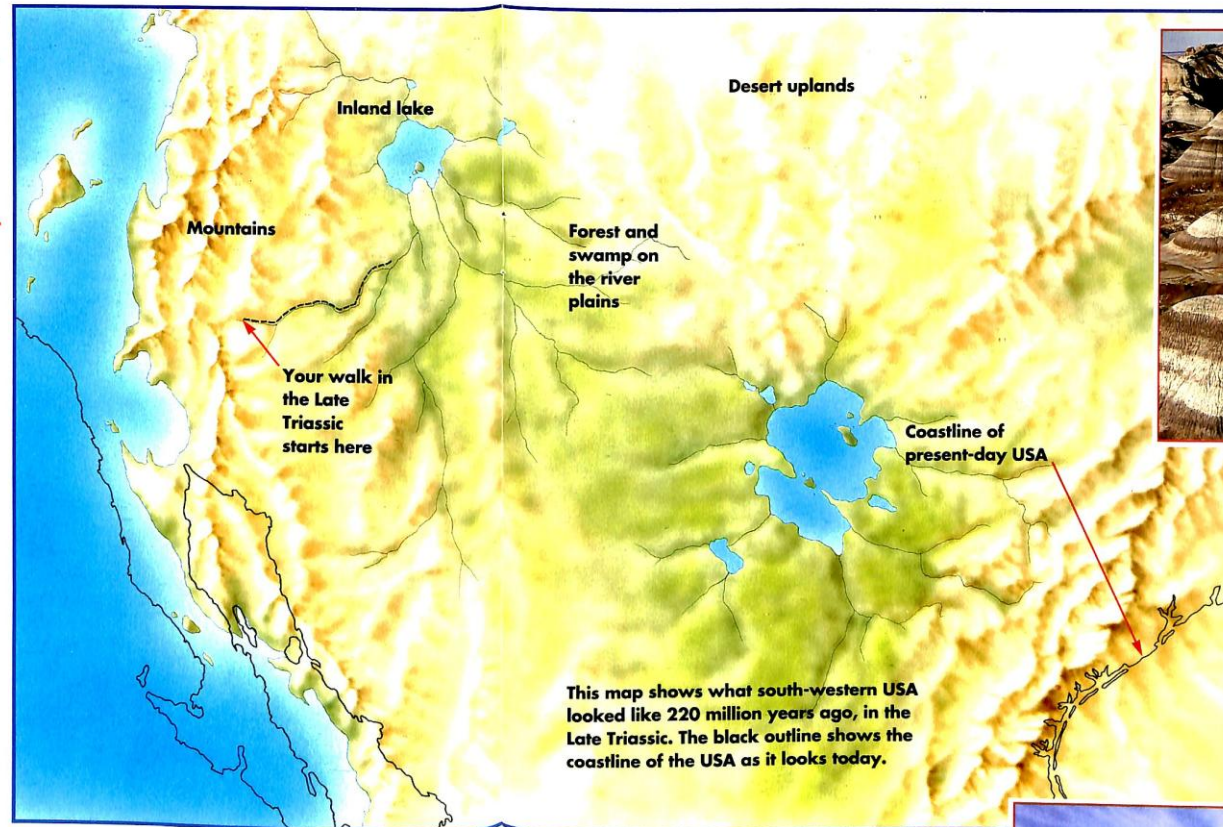 Desert uplands
Inland lake
Mountains
Forest and
swamp on
the river
plains
Your walk in
the Late
Triassic
starts here
Coastline of
present-day USA
This map shows what south-western USA
looked like 220 million years ago, in the
Late Triassic. The black outline shows the
coastline of the USA as it looks today.